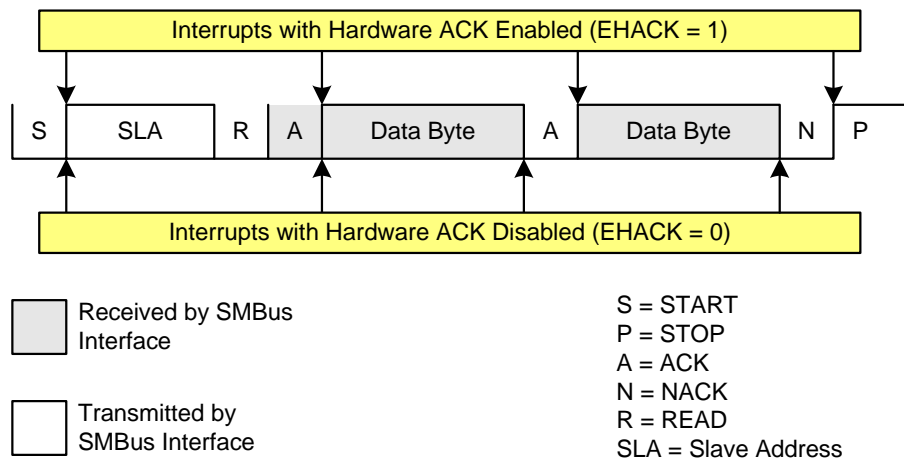 Interrupts with Hardware ACK Enabled (EHACK = 1)
S SLA R A Data Byte A Data Byte N P
Interrupts with Hardware ACK Disabled (EHACK = 0)
Received by SMBus
Interface
Transmitted by
SMBus Interface
S = START
P = STOP
A = ACK
N = NACK
R = READ
SLA = Slave Address